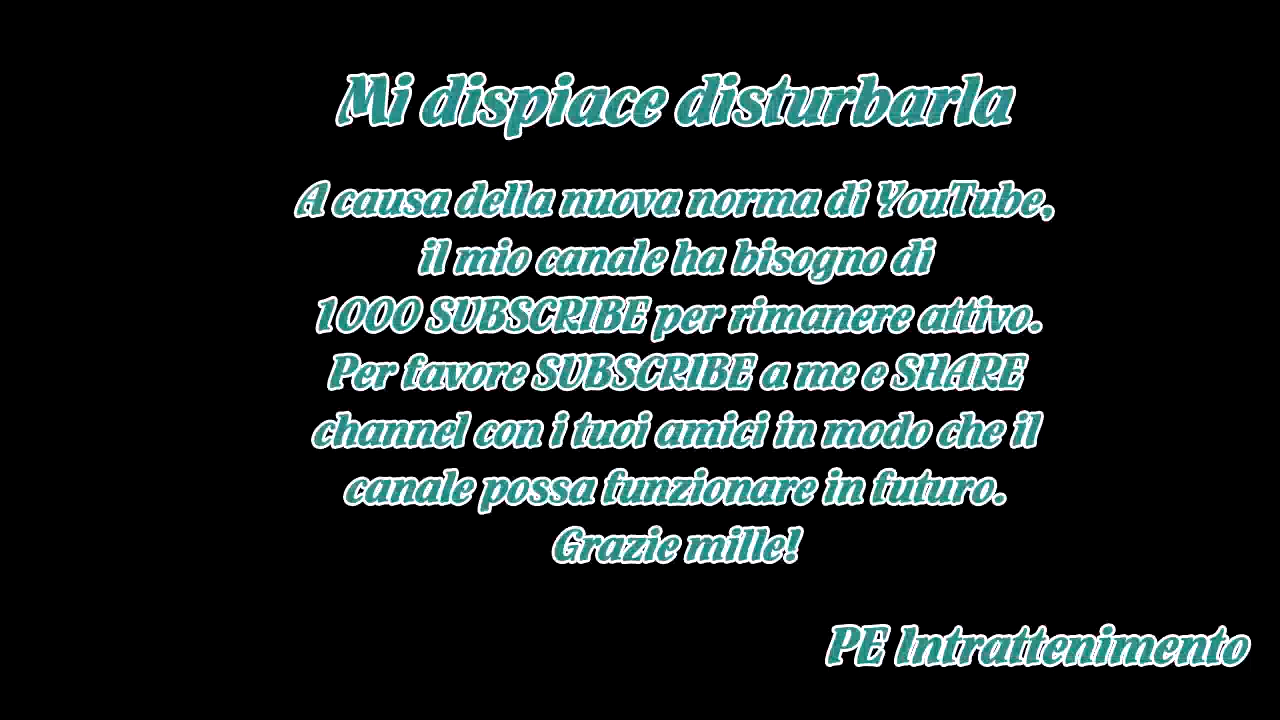 Mi dispiace disturbarla
A causa della nuova norma di YouTube,
il mio canale ha bisogno di
1000 SUBSCRIBE per rimanere attivo.
Per favore SUBSCRIBE a me e SHARE
channel con i tuoi amici in modo che il
canale possa funzionare in futuro.
Grazie mille!
PE Intrattenimento